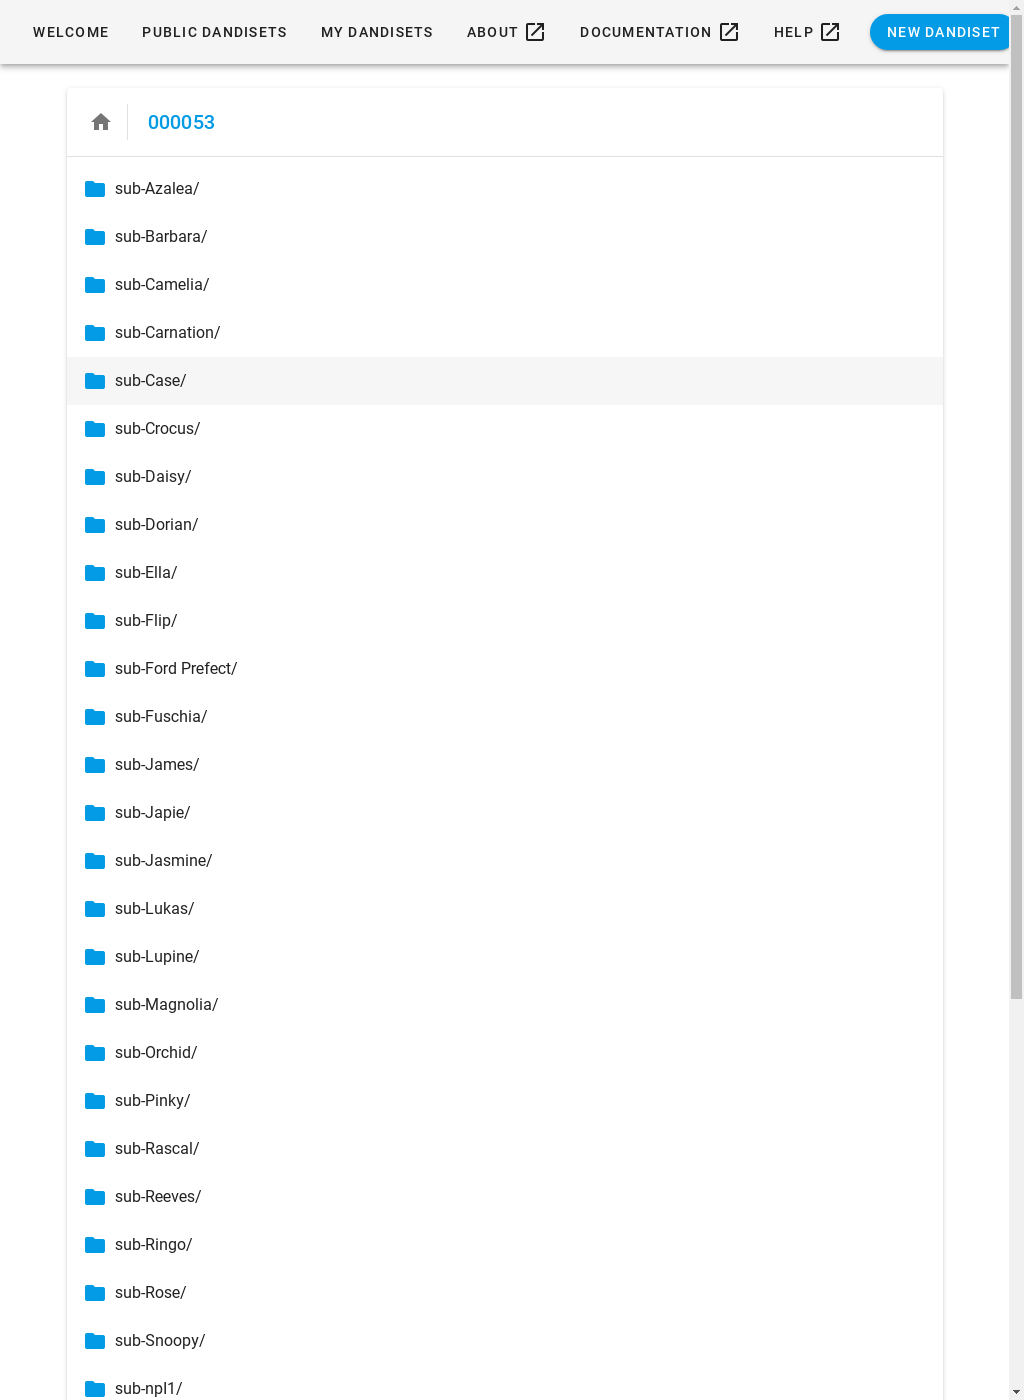 WELCOME PUBLIC DANDISETS MY DANDISETS ABOUT DOCUMENTATION HELP NEW DANDISET
000053
sub-Azalea/
sub-Barbara/
sub-Camelia/
sub-Carnation/
sub-Case/
sub-Crocus/
sub-Daisy/
sub-Dorian/
sub-Ella/
sub-Flip/
sub-Ford Prefect/
sub-Fuschia/
sub-James/
sub-Japie/
sub-Jasmine/
sub-Lukas/
sub-Lupine/
sub-Magnolia/
sub-Orchid/
sub-Pinky/
sub-Rascal/
sub-Reeves/
sub-Ringo/
sub-Rose/
sub-Snoopy/
sub-npI1/